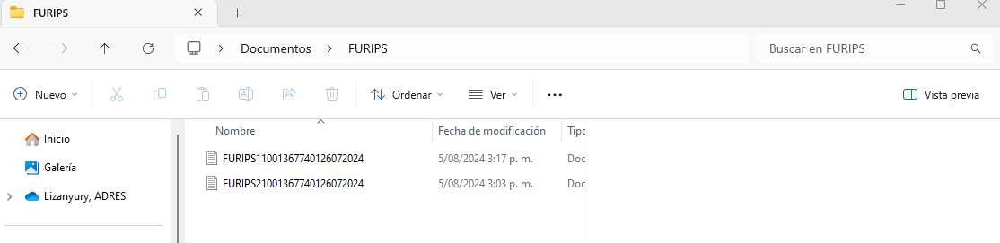 FURIPS
Documentos FURIPS Buscar en FURIPS
Nuevo Ordenar Ver Vista previa
Inicio
Galería
Lizanyury, ADRES
Nombre Fecha de modificación Tipo
FURIPS11001367740126072024 5/08/2024 3:17 p. m. Doc
FURIPS21001367740126072024 5/08/2024 3:03 p. m. Doc